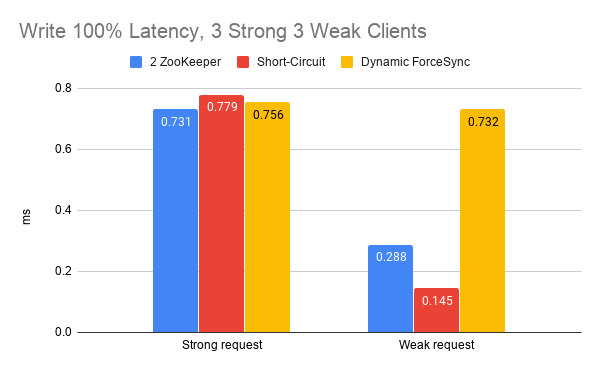 Write 100% Latency, 3 Strong 3 Weak Clients
2 ZooKeeper Short-Circuit Dynamic ForceSync
0.8
0.6
0.4
0.2
0.0
ms
0.731 0.779 0.756
0.288 0.145 0.732
Strong request Weak request